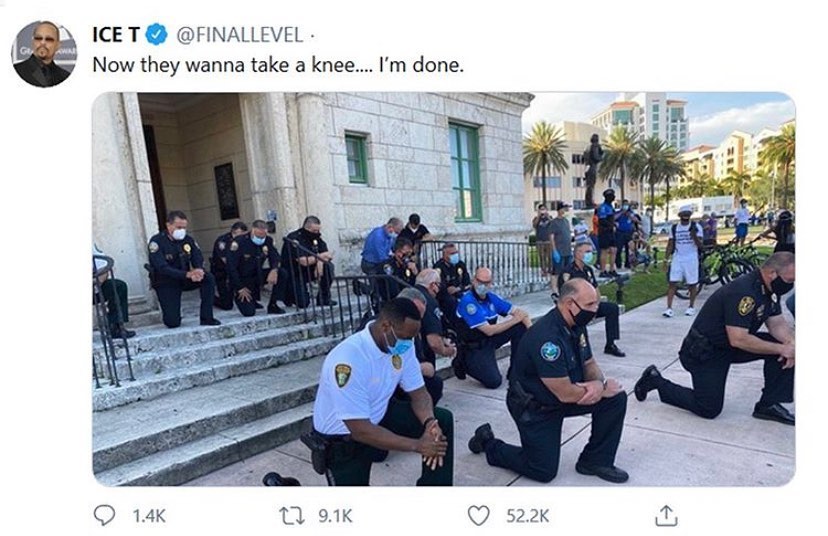 ICE T @FINALLEVEL ·
Now they wanna take a knee.... I'm done.
1.4K 9.1K 52.2K